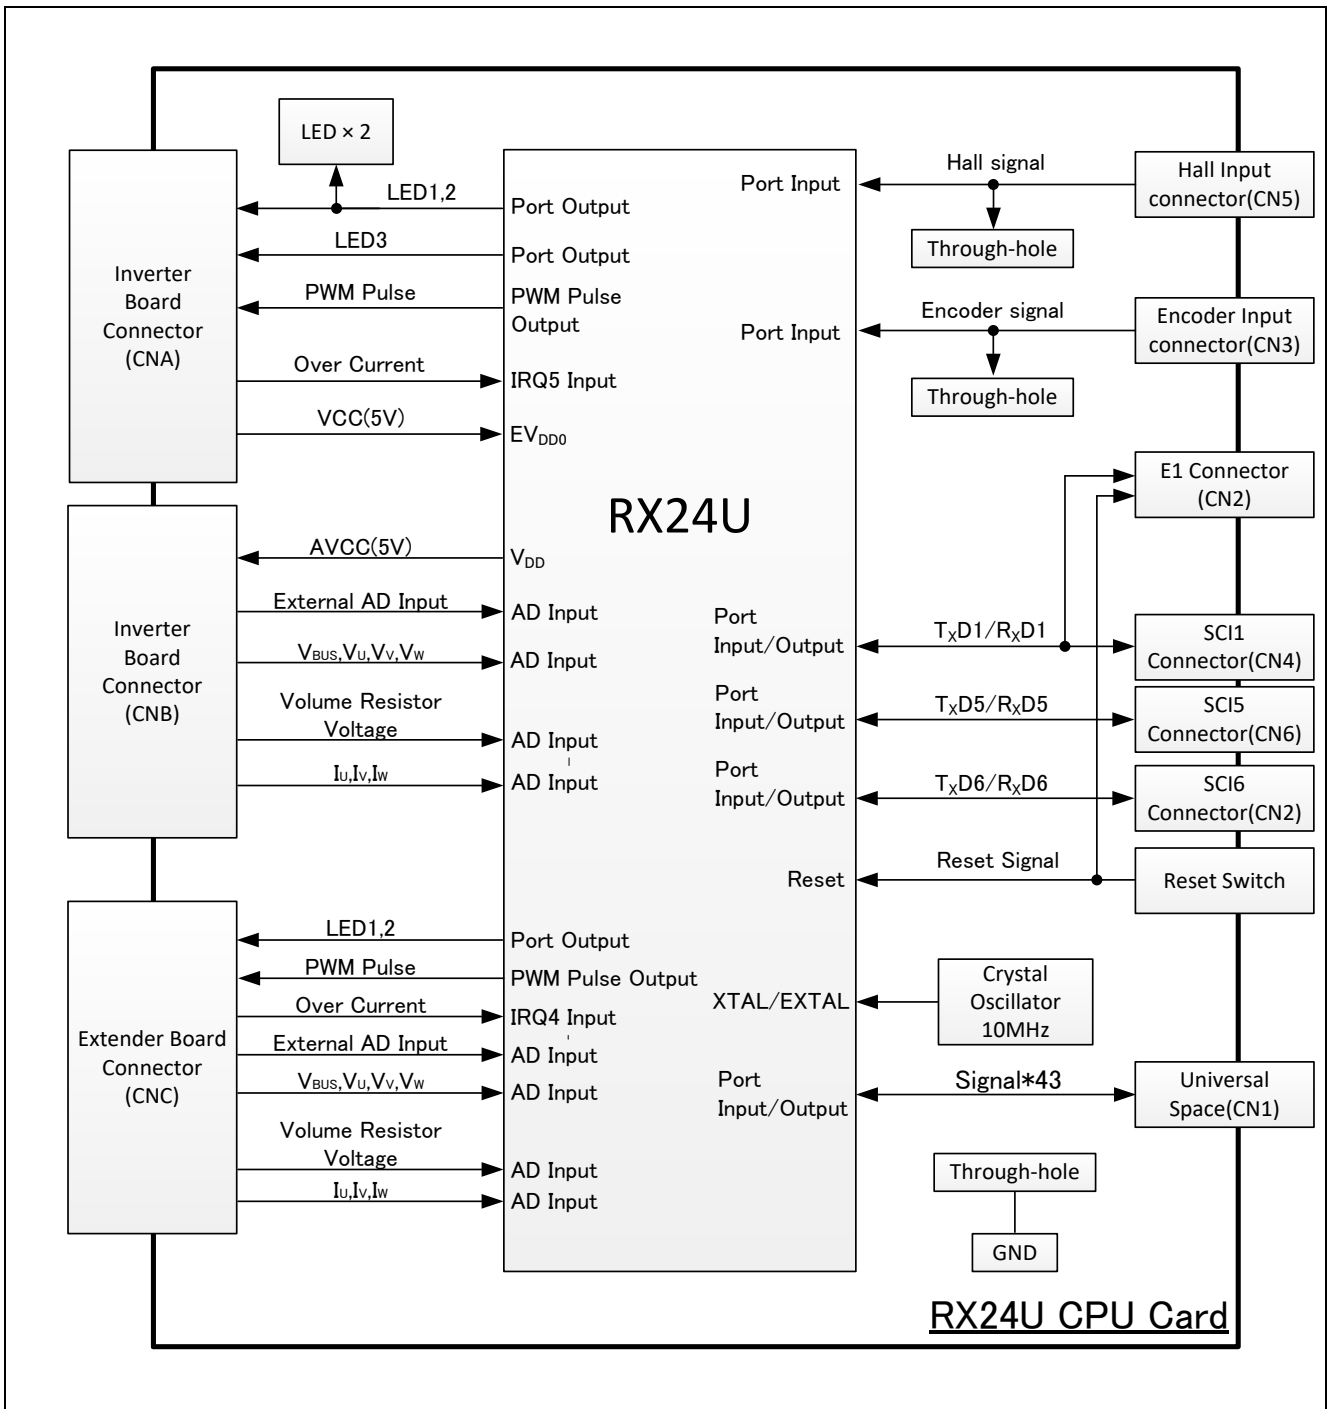 LED × 2
Inverter
Board
Connector
(CNA)
LED1,2
LED3
PWM Pulse
Over Current
VCC(5V)
Port Output
Port Output
PWM Pulse
Output
IRQ5 Input
EVDD0
Inverter
Board
Connector
(CNB)
AVCC(5V)
External AD Input
VBUS,VU,VV,VW
Volume Resistor
Voltage
IU,IV,IW
VDD
AD Input
AD Input
AD Input
AD Input
Extender Board
Connector
(CNC)
LED1,2
PWM Pulse
Over Current
External AD Input
VBUS,VU,VV,VW
Volume Resistor
Voltage
IU,IV,IW
Port Output
PWM Pulse Output
IRQ4 Input
AD Input
AD Input
AD Input
AD Input
RX24U
Port Input
Hall signal
Hall Input
connector(CN5)
Through-hole
Port Input
Encoder signal
Encoder Input
connector(CN3)
Through-hole
E1 Connector
(CN2)
Port
Input/Output
TXD1/RXD1
SCI1
Connector(CN4)
Port
Input/Output
TXD5/RXD5
SCI5
Connector(CN6)
Port
Input/Output
TXD6/RXD6
SCI6
Connector(CN2)
Reset
Reset Signal
Reset Switch
XTAL/EXTAL
Crystal
Oscillator
10MHz
Port
Input/Output
Signal*43
Universal
Space(CN1)
Through-hole
GND
RX24U CPU Card